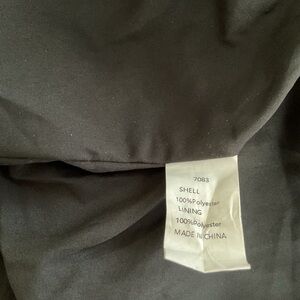 7083
SHELL
100%Polyester
LINING
100%Polyester
MADE IN CHINA